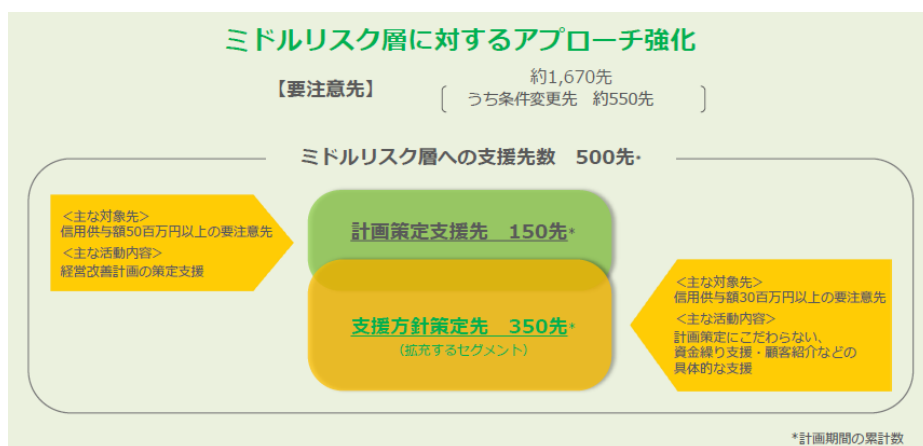 ミドルリスク層に対するアプローチ強化
【要注意先】
約1,670先
うち条件変更先　約550先
ミドルリスク層への支援先数　500先*
＜主な対象先＞
信用供与額50百万円以上の要注意先
＜主な活動内容＞
経営改善計画の策定支援
計画策定支援先　150先*
支援方針策定先　350先*
（拡充するセグメント）
＜主な対象先＞
信用供与額30百万円以上の要注意先
＜主な活動内容＞
計画策定にこだわらない、
資金繰り支援・顧客紹介などの
具体的な支援
*計画期間の累計数